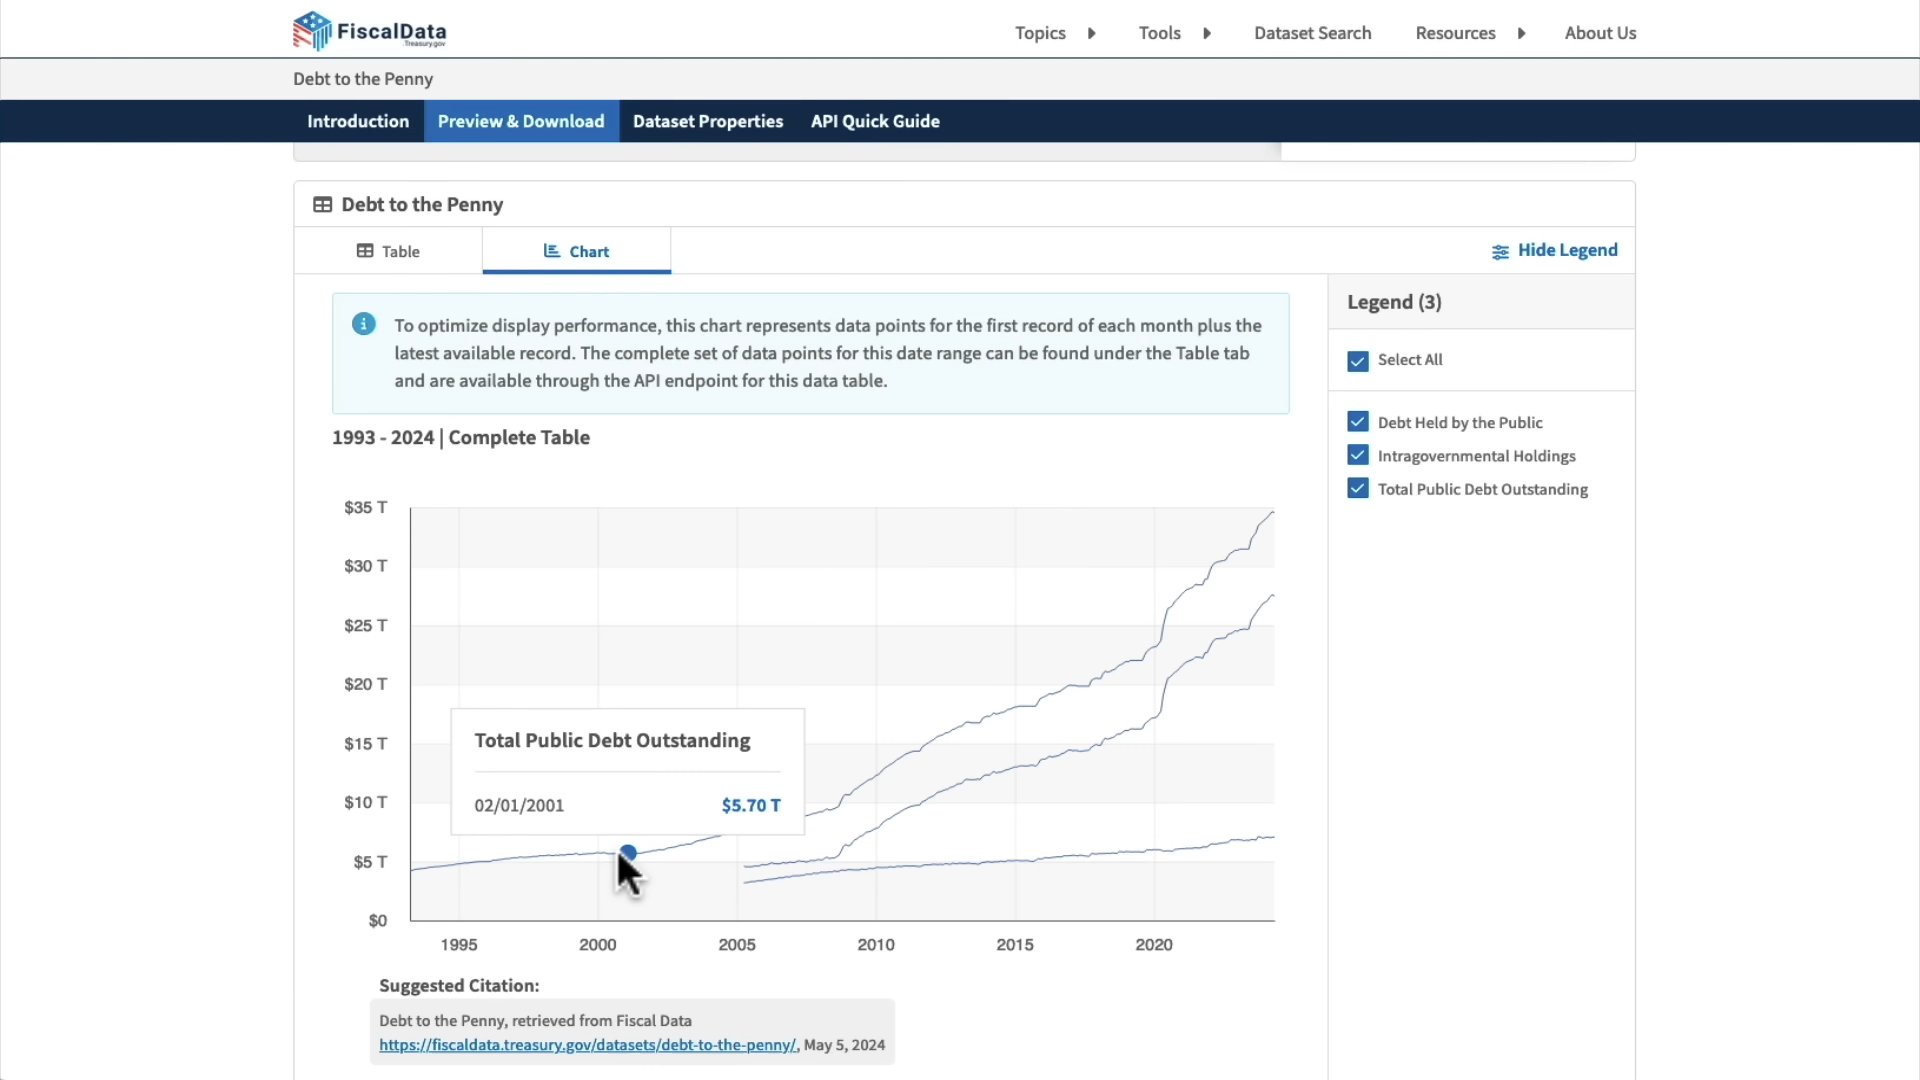 FiscalData
.Treasury.gov
Topics
Tools
Dataset Search
Resources
About Us
Debt to the Penny
Introduction
Preview & Download
Dataset Properties
API Quick Guide
Debt to the Penny
Table
Chart
Hide Legend
To optimize display performance, this chart represents data points for the first record of each month plus the
latest available record. The complete set of data points for this date range can be found under the Table tab
and are available through the API endpoint for this data table.
Legend (3)
Select All
Debt Held by the Public
Intragovernmental Holdings
Total Public Debt Outstanding
1993 - 2024 | Complete Table
$35 T
$30 T
$25 T
$20 T
$15 T
$10 T
$5 T
$0
Total Public Debt Outstanding
02/01/2001 $5.70 T
1995 2000 2005 2010 2015 2020
Suggested Citation:
Debt to the Penny, retrieved from Fiscal Data
https://fiscaldata.treasury.gov/datasets/debt-to-the-penny/, May 5, 2024